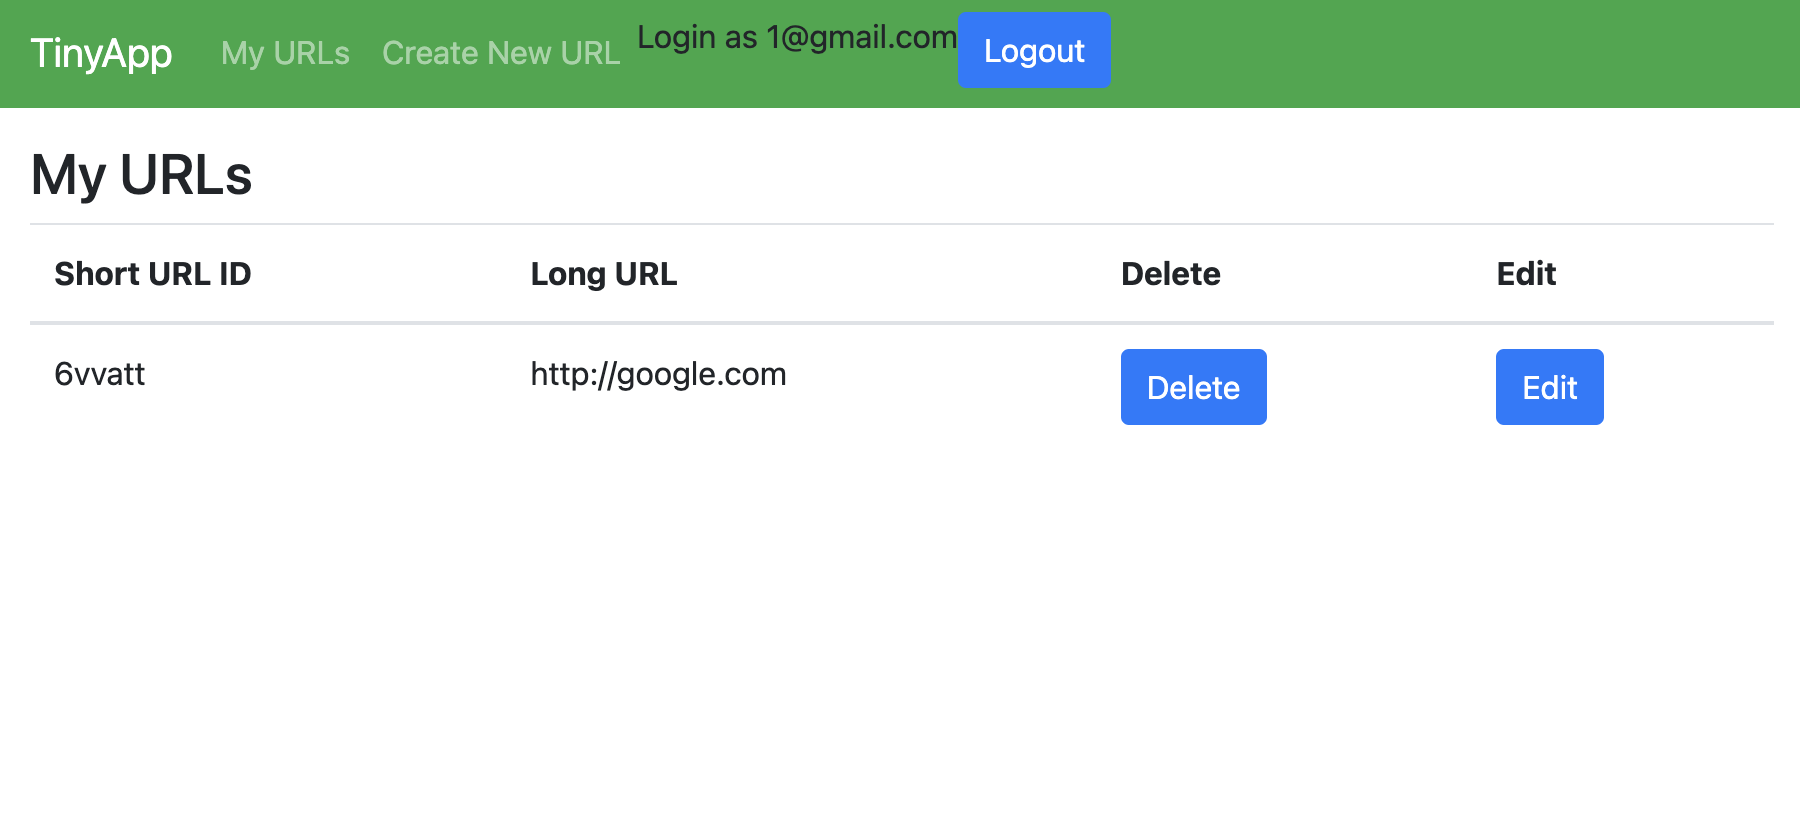 TinyApp My URLs Create New URL Login as 1@gmail.com Logout
My URLs
Short URL ID Long URL Delete Edit
6vvatt http://google.com Delete Edit